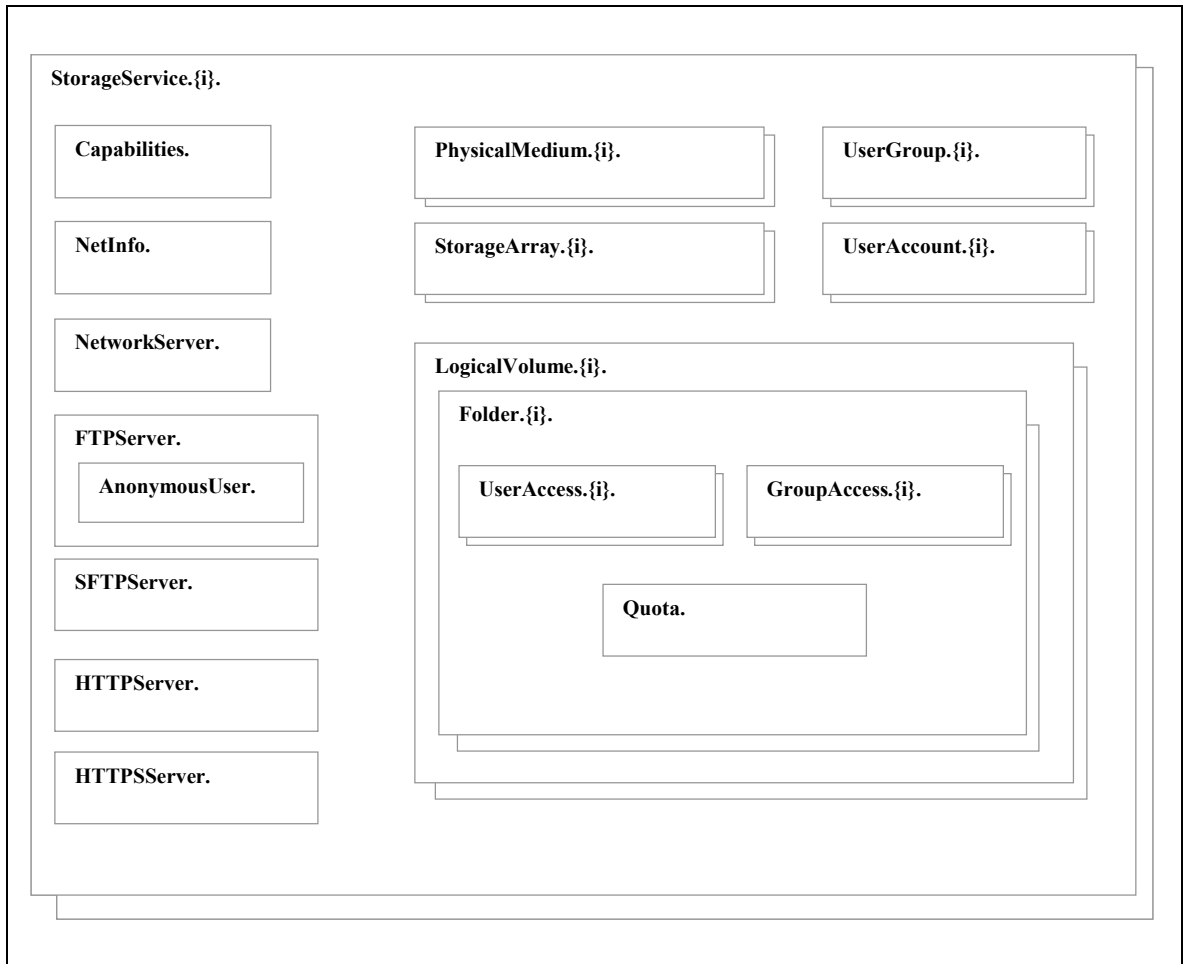 StorageService.{i}.
Capabilities.
PhysicalMedium.{i}.
UserGroup.{i}.
NetInfo.
StorageArray.{i}.
UserAccount.{i}.
NetworkServer.
LogicalVolume.{i}.
Folder.{i}.
FTPServer.
AnonymousUser.
UserAccess.{i}.
GroupAccess.{i}.
SFTPServer.
Quota.
HTTPServer.
HTTPSServer.